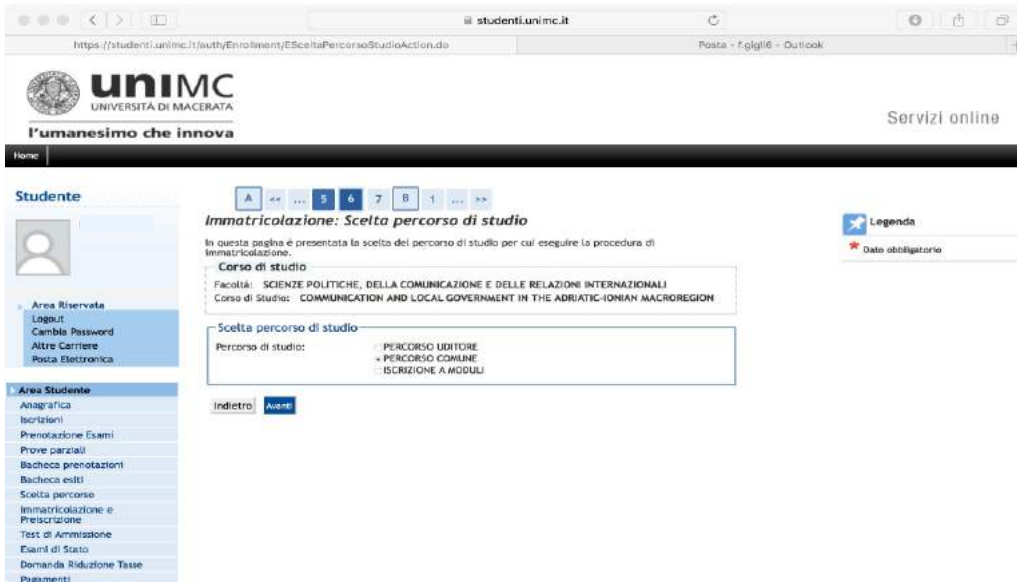 studenti.unimc.it
https://studenti.unimc.it/auth/Enrollment/ESceltaPercorsoStudioAction.do
Posta - f.gigli6 - Outlook
uniMC
UNIVERSITÀ DI MACERATA
l'umanesimo che innova
Servizi online
Home
Studente
A << ... 5 6 7 B 1 ... >>
Immatricolazione: Scelta percorso di studio
In questa pagina è presentata la scelta del percorso di studio per cui eseguire la procedura di
immatricolazione.
Corso di studio
Facoltà: SCIENZE POLITICHE, DELLA COMUNICAZIONE E DELLE RELAZIONI INTERNAZIONALI
Corso di Studio: COMMUNICATION AND LOCAL GOVERNMENT IN THE ADRIATIC-IONIAN MACROREGION
Scelta percorso di studio
Percorso di studio: PERCORSO UDITORE
PERCORSO COMUNE
ISCRIZIONE A MODULI
Indietro Avanti
Legenda
* Dato obbligatorio
Area Riservata
Logout
Cambia Password
Altre Carriere
Posta Elettronica
Area Studente
Anagrafica
Iscrizioni
Prenotazione Esami
Prove parziali
Bacheca prenotazioni
Bacheca esiti
Scelta percorso
Immatricolazione e
Preiscrizione
Test di Ammissione
Esami di Stato
Domanda Riduzione Tasse
Pagamenti